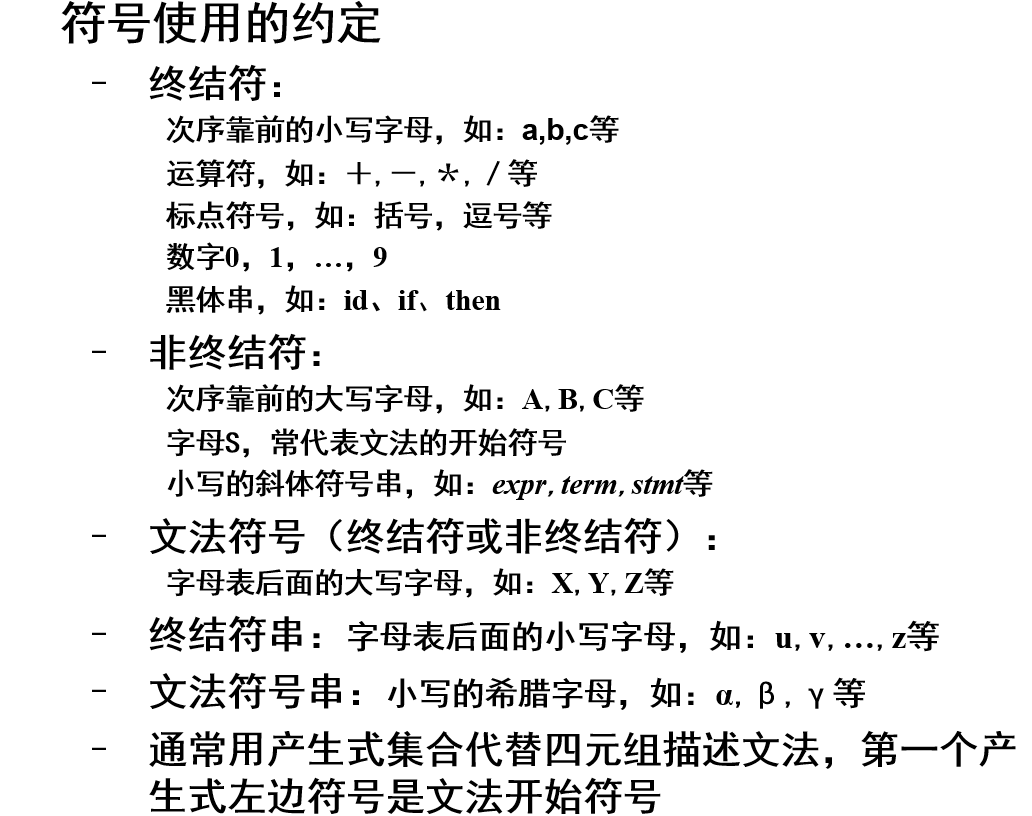 符号使用的约定
– 终结符：
次序靠前的小写字母，如：a,b,c等
运算符，如：＋,－,＊,／等
标点符号，如：括号，逗号等
数字0，1，…，9
黑体串，如：id、if、then
– 非终结符：
次序靠前的大写字母，如：A,B,C等
字母S，常代表文法的开始符号
小写的斜体符号串，如：expr,term,stmt等
– 文法符号（终结符或非终结符）：
字母表后面的大写字母，如：X,Y,Z等
– 终结符串：字母表后面的小写字母，如：u,v,…,z等
– 文法符号串：小写的希腊字母，如：α,β,γ等
– 通常用产生式集合代替四元组描述文法，第一个产
生式左边符号是文法开始符号